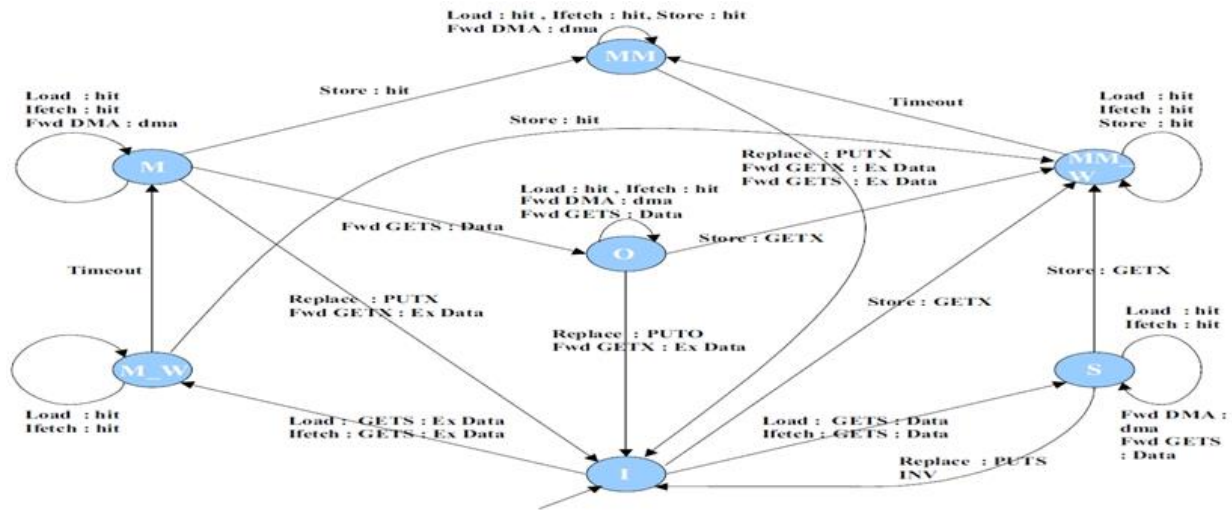 Load : hit , Ifetch : hit, Store : hit
Fwd DMA : dma
MM
Load : hit
Ifetch : hit
Fwd DMA : dma
Store : hit
Timeout
Load : hit
Ifetch : hit
Store : hit
Store : hit
M
Replace : PUTX
Fwd GETX : Ex Data
Fwd GETS : Ex Data
MM_
W
Load : hit , Ifetch : hit
Fwd DMA : dma
Fwd GETS : Data
Fwd GETS : Data
O
Store : GETX
Timeout
Store : GETX
Replace : PUTX
Fwd GETX : Ex Data
Store : GETX
Load : hit
Ifetch : hit
Replace : PUTO
Fwd GETX : Ex Data
M_W
S
Load : hit
Ifetch : hit
Load : GETS : Ex Data
Ifetch : GETS : Ex Data
Load : GETS : Data
Ifetch : GETS : Data
Fwd DMA :
dma
Fwd GETS
: Data
Replace : PUTS
INV
I